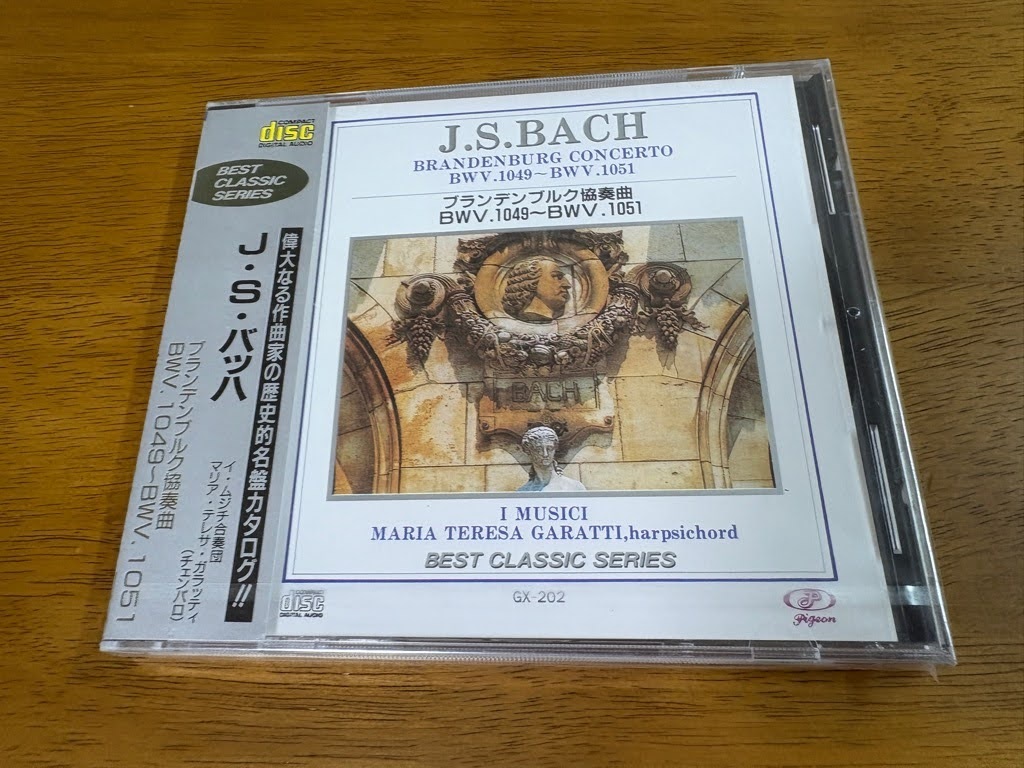 COMPACT
disc
DIGITAL AUDIO
BEST
CLASSIC
SERIES
偉大なる作曲家の歴史的名盤カタログ!!
J・S・バッハ
イ・ムジチ合奏団
マリア・テレサ・ガラッティ
(チェンバロ)
ブランデンブルク協奏曲
BWV. 1049~BWV. 1051
J.S.BACH
BRANDENBURG CONCERTO
BWV.1049~BWV.1051
ブランデンブルク協奏曲
BWV.1049~BWV.1051
BACH
I MUSICI
MARIA TERESA GARATTI,harpsichord
BEST CLASSIC SERIES
COMPACT
disc
DIGITAL AUDIO
GX-202
Pigeon